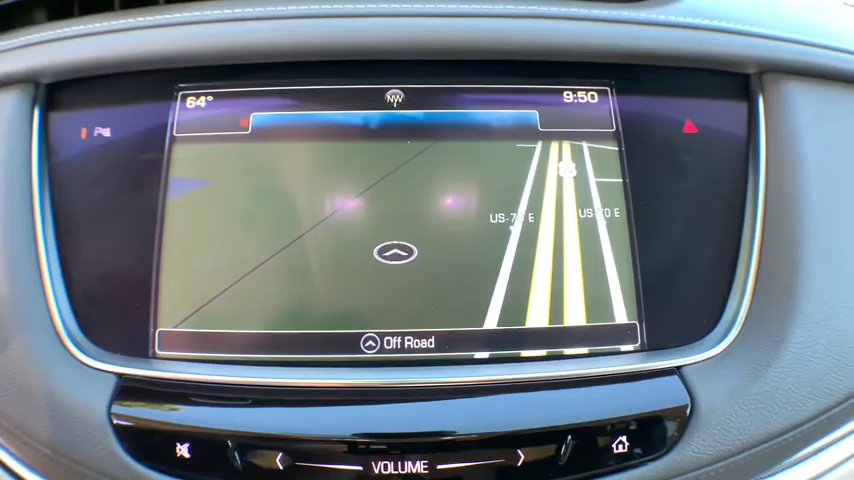 64°
NW
9:50
US-70 E
US-70 E
Off Road
VOLUME